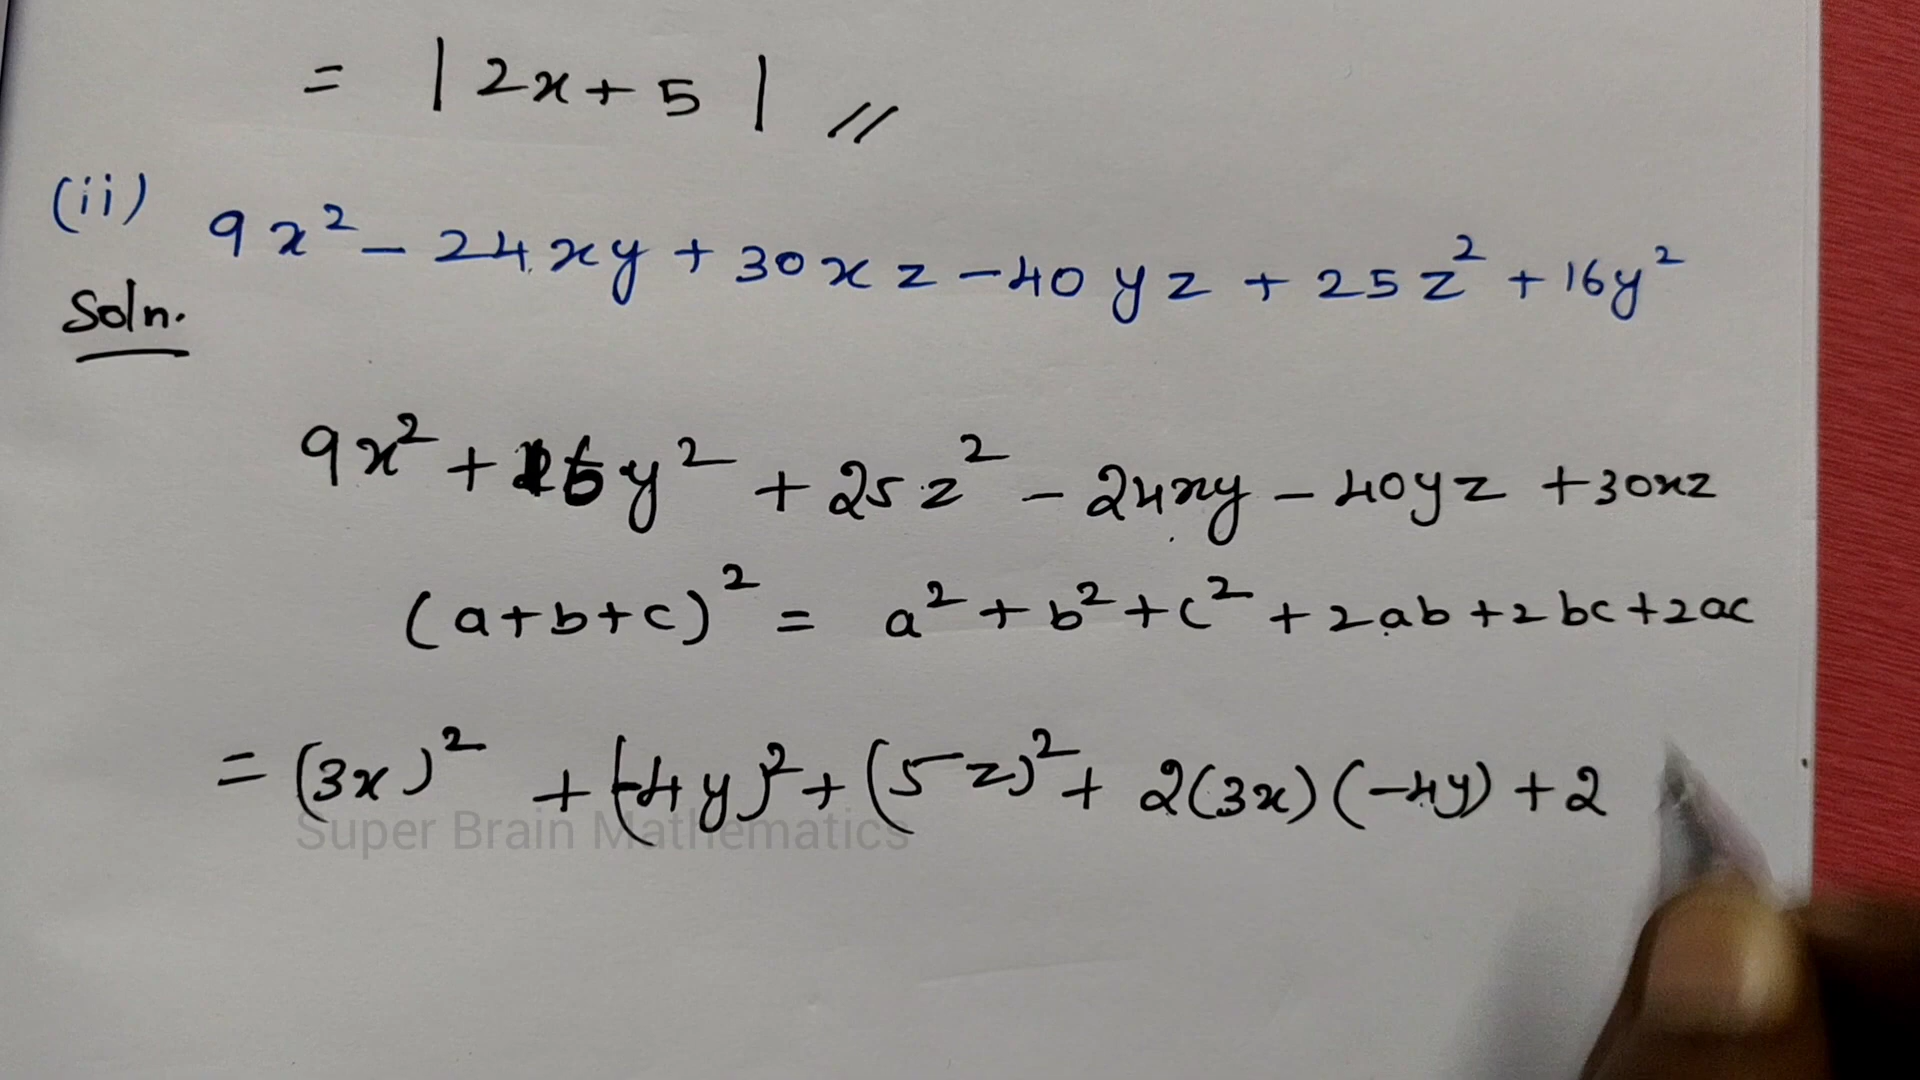 = | 2x + 5 | //
(ii) 9x² - 24xy + 30xz - 40yz + 25z² + 16y²
Soln.
9x² + 16y² + 25z² - 24xy - 40yz + 30xz
(a+b+c)² = a² + b² + c² + 2ab + 2bc + 2ac
= (3x)² + (-4y)² + (5z)² + 2(3x)(-4y) + 2
Super Brain Mathematics